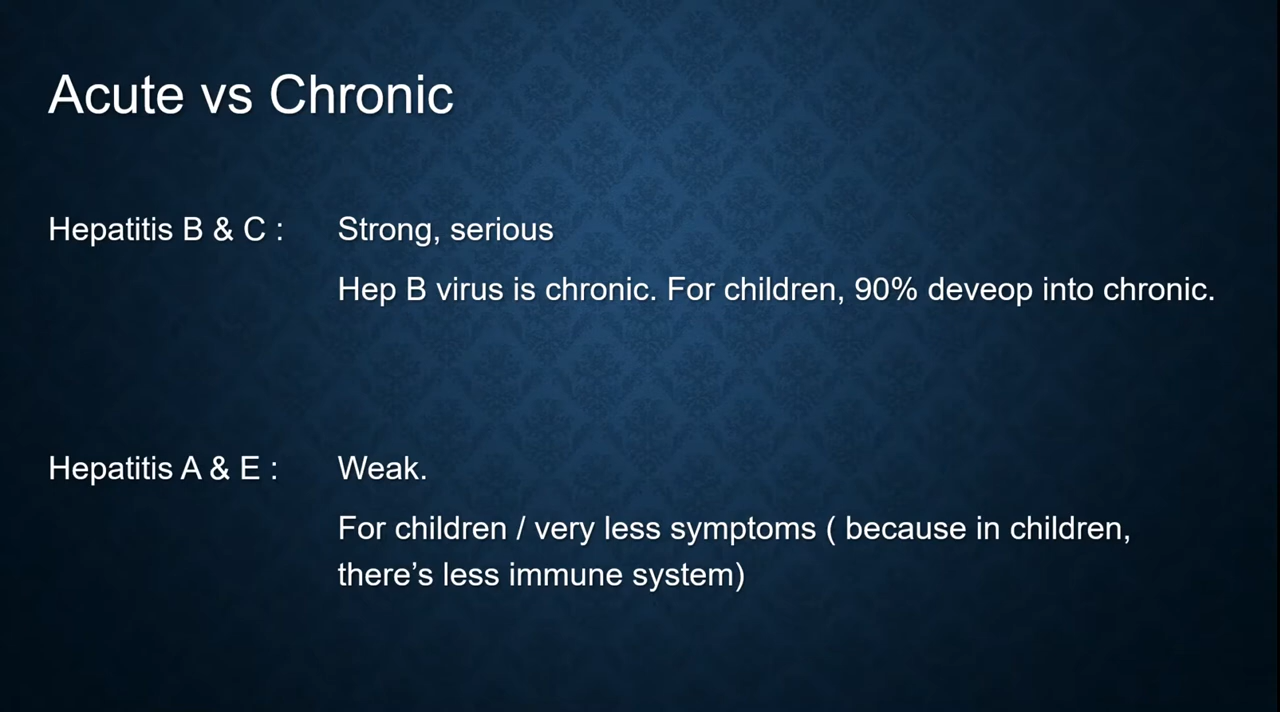 Acute vs Chronic
Hepatitis B & C : Strong, serious
Hep B virus is chronic. For children, 90% deveop into chronic.
Hepatitis A & E : Weak.
For children / very less symptoms ( because in children,
there’s less immune system)